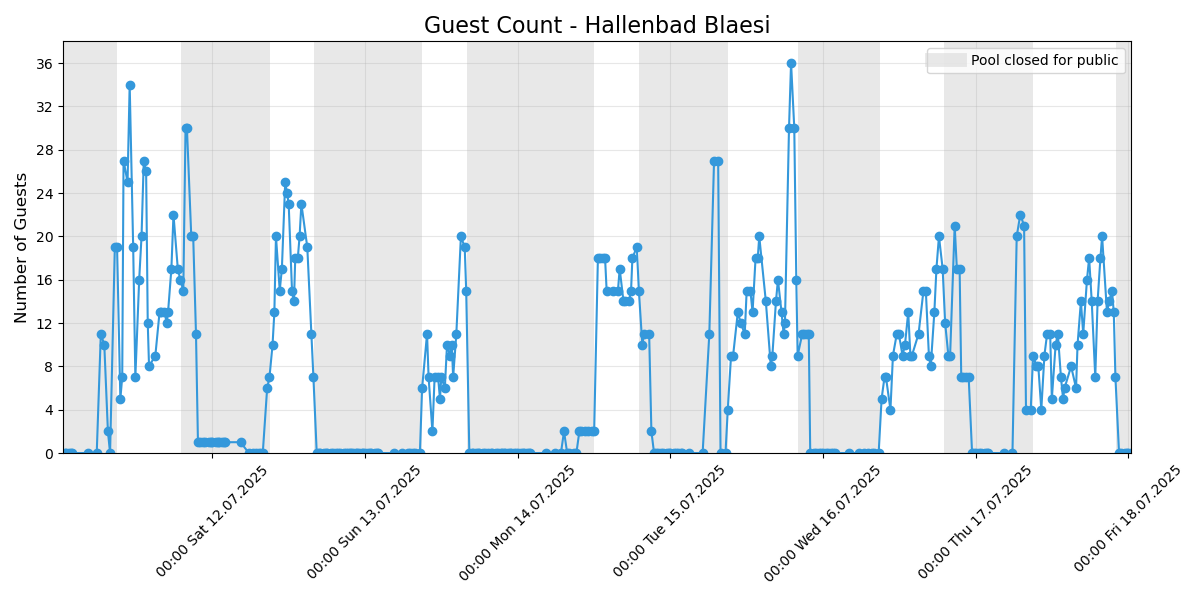 Guest Count - Hallenbad Blaesi
Pool closed for public
Number of Guests
36
32
28
24
20
16
12
8
4
0
00:00 Sat 12.07.2025
00:00 Sun 13.07.2025
00:00 Mon 14.07.2025
00:00 Tue 15.07.2025
00:00 Wed 16.07.2025
00:00 Thu 17.07.2025
00:00 Fri 18.07.2025